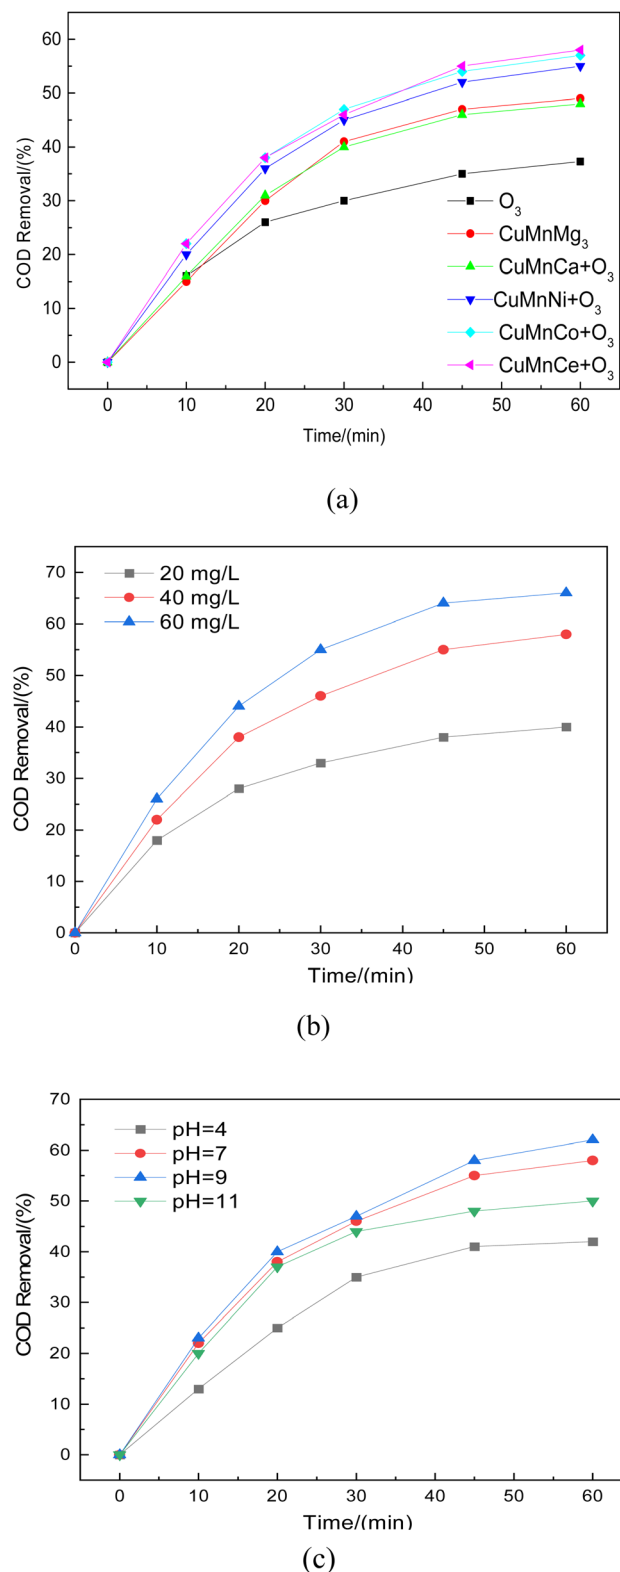 60
50
40
30
20
10
0
COD Removal/(%)
O₃
CuMnMg₃
CuMnCa+O₃
CuMnNi+O₃
CuMnCo+O₃
CuMnCe+O₃
0 10 20 30 40 50 60
Time/(min)
(a)
70
60
50
40
30
20
10
0
COD Removal/(%)
20 mg/L
40 mg/L
60 mg/L
0 10 20 30 40 50 60
Time/(min)
(b)
70
60
50
40
30
20
10
0
COD Removal/(%)
pH=4
pH=7
pH=9
pH=11
0 10 20 30 40 50 60
Time/(min)
(c)